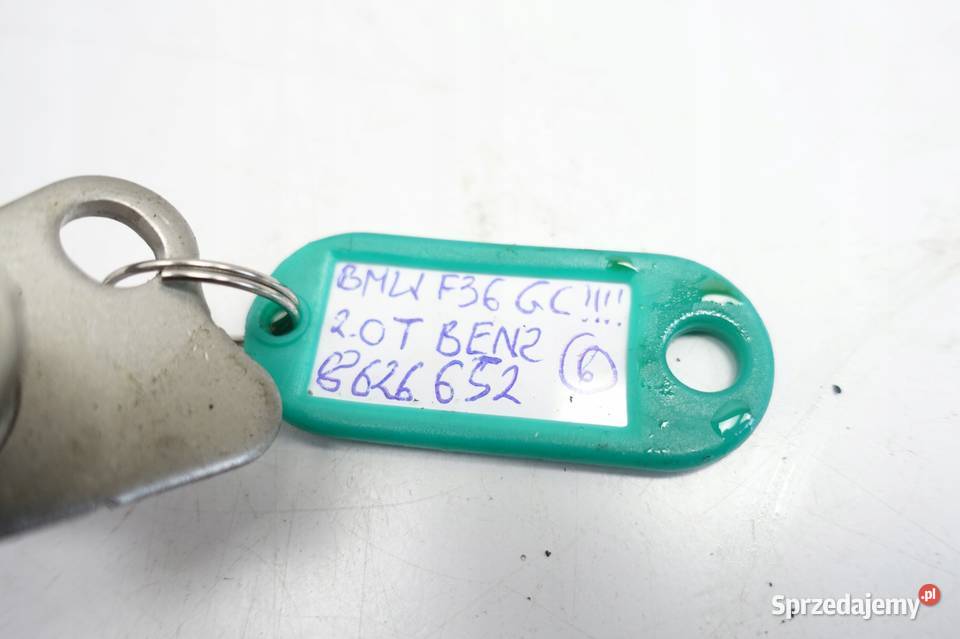 BMW F36 GC !!!!
2.0T BENZ 6
8626652
Sprzedajemy.pl